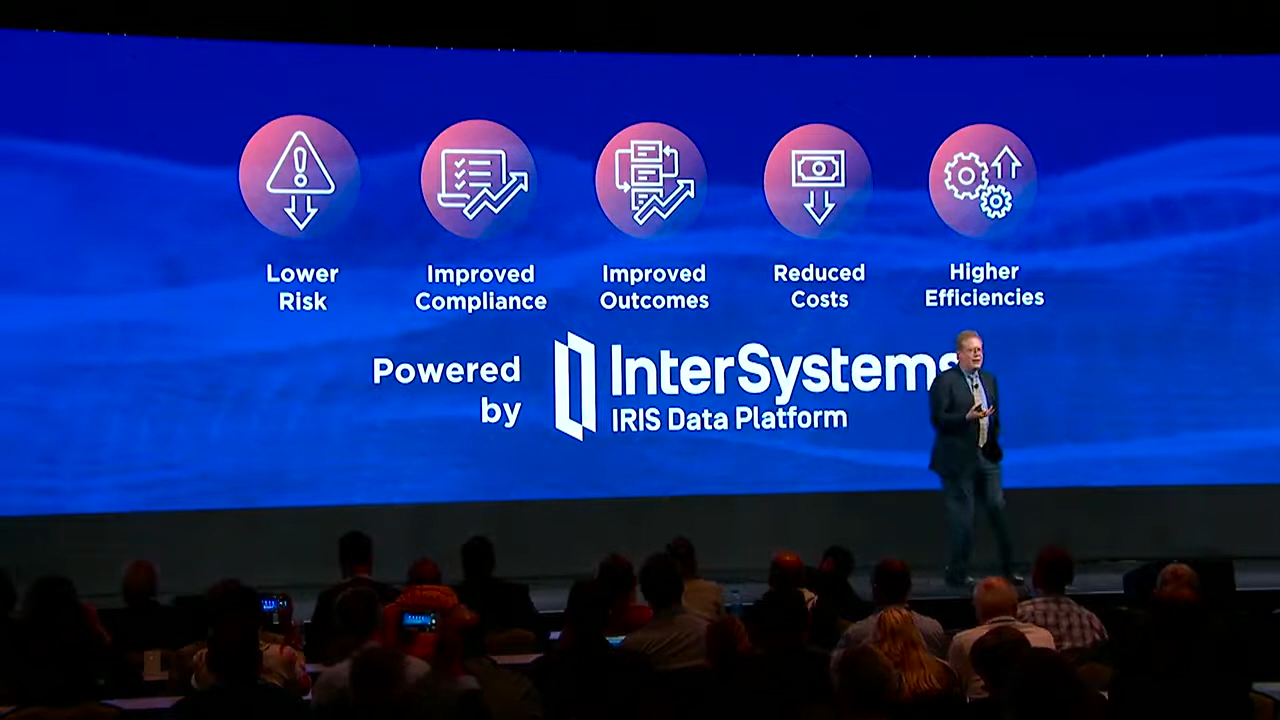 Lower
Risk
Improved
Compliance
Improved
Outcomes
Reduced
Costs
Higher
Efficiencies
Powered
by
InterSystems
IRIS Data Platform